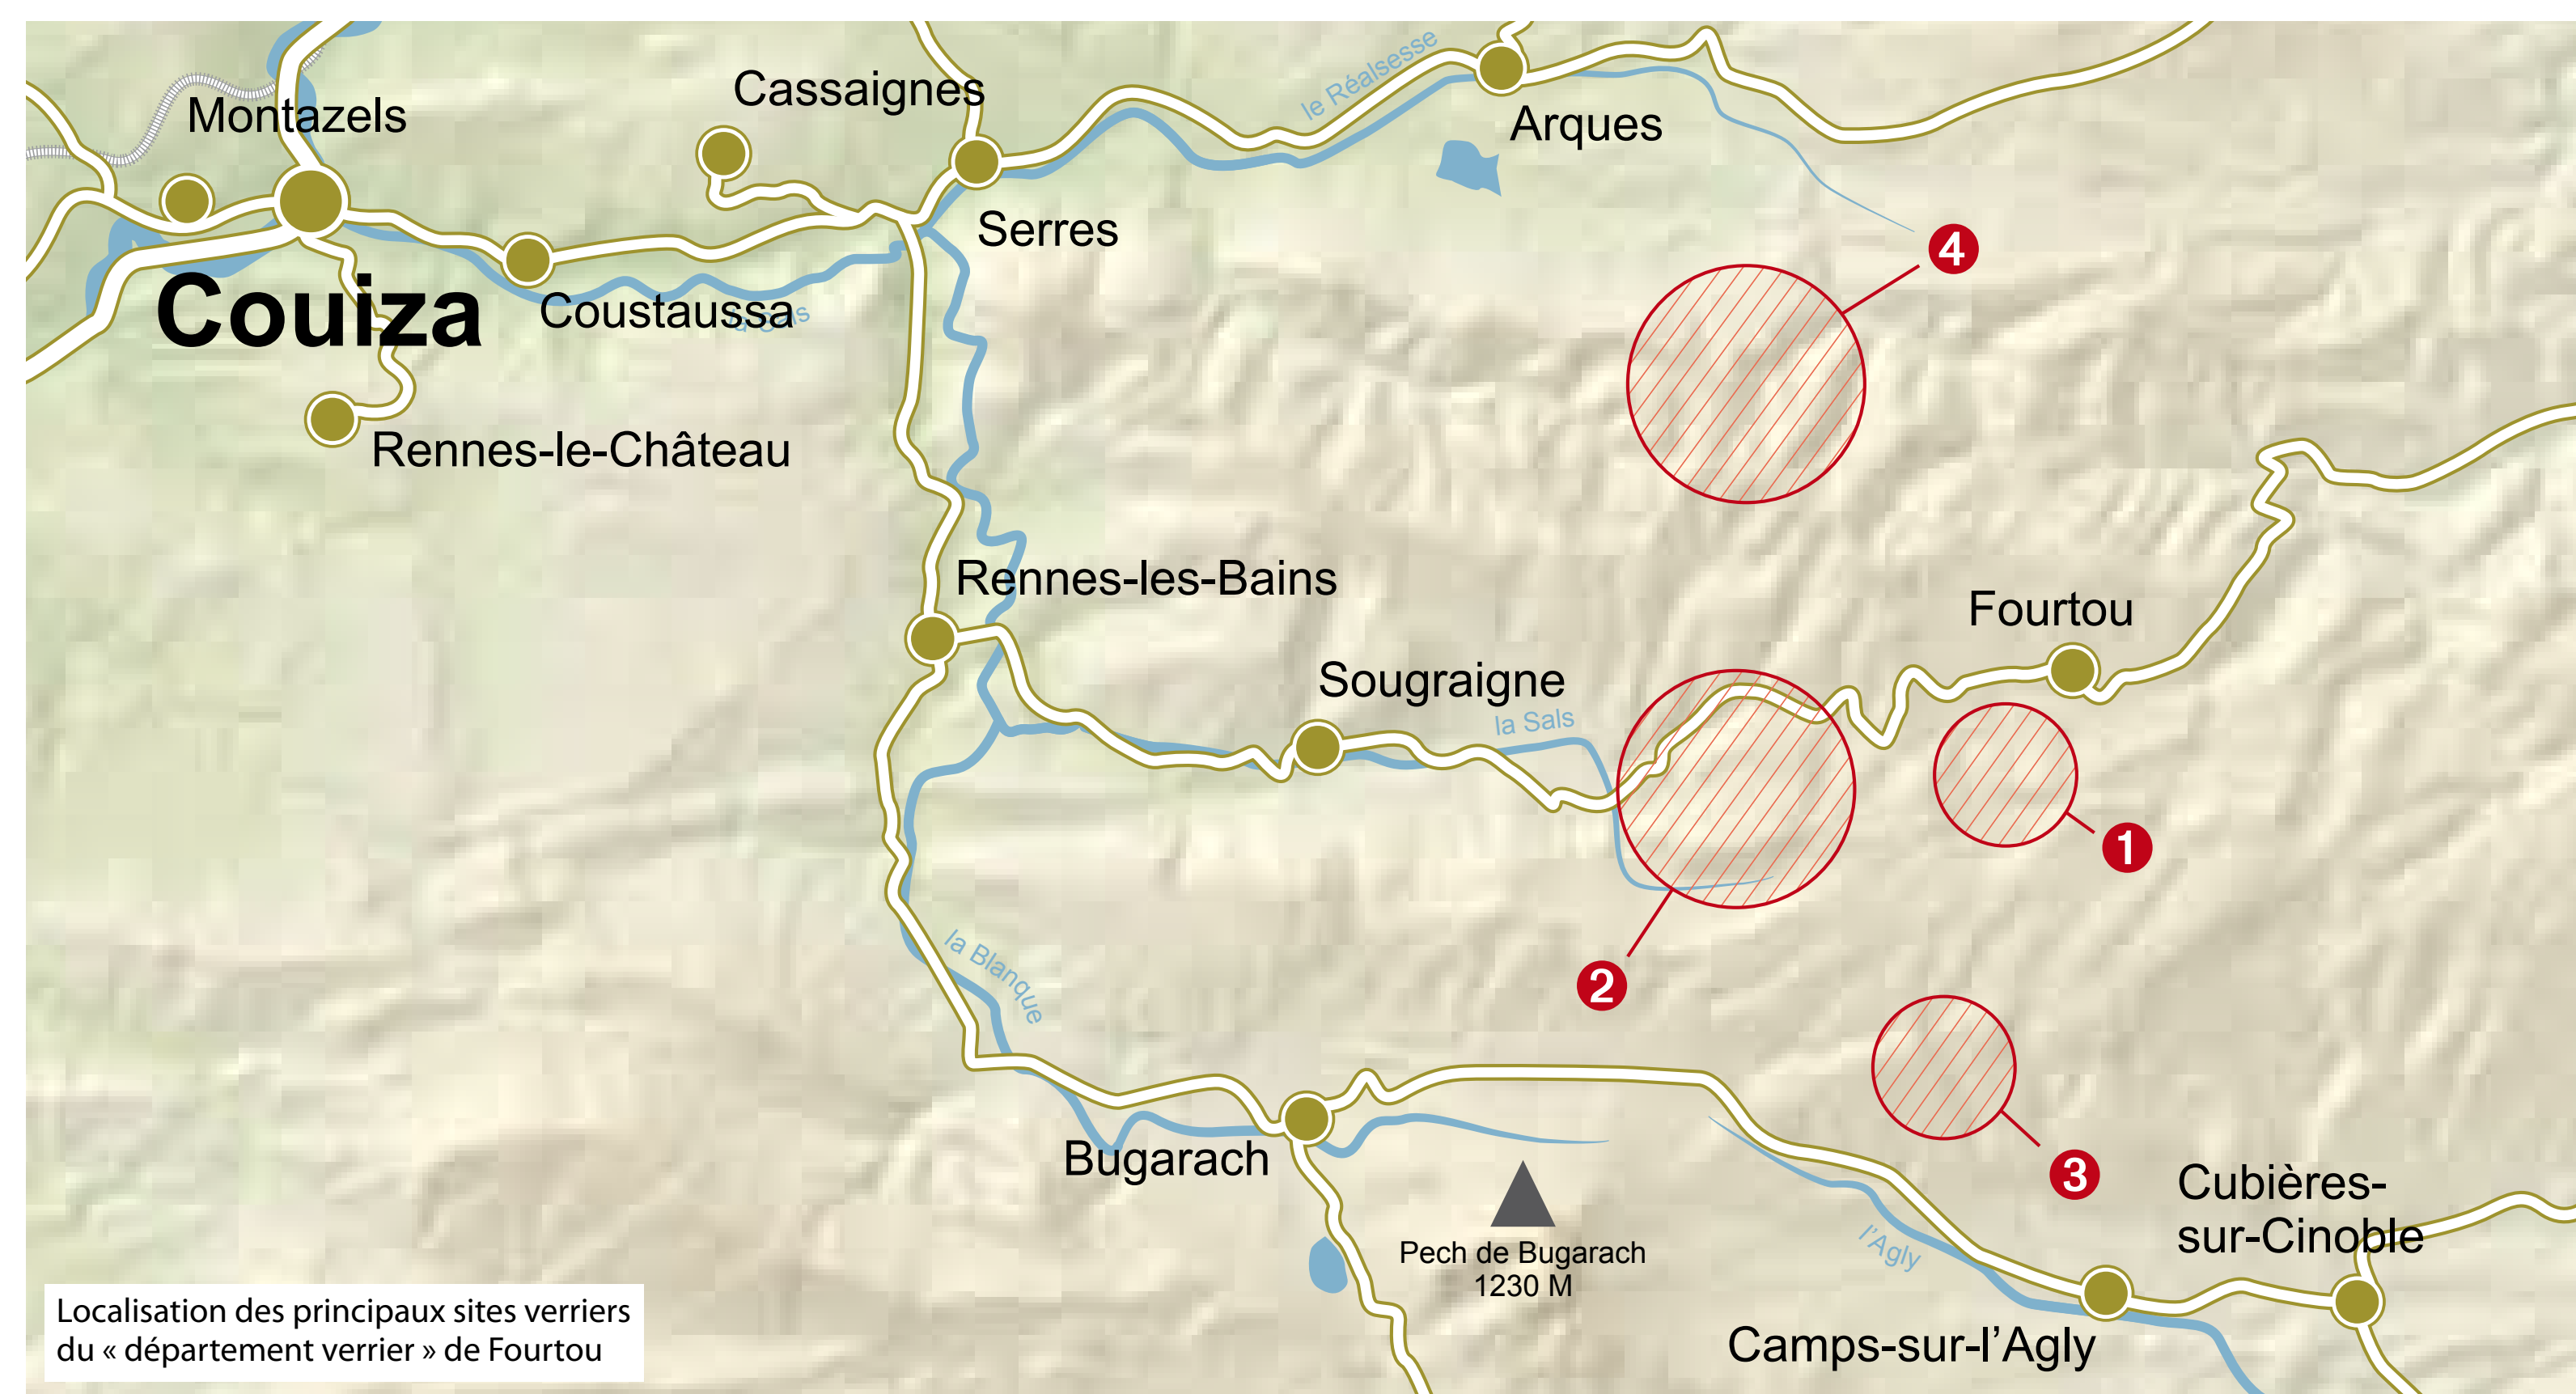 le Réalsesse
Cassaignes
Montazels
Arques
Serres
4
Couiza
Coustaussa
la Sals
Rennes-le-Château
Rennes-les-Bains
Fourtou
Sougraigne
la Sals
1
la Blanque
2
Bugarach
3
Cubières-
sur-Cinoble
Pech de Bugarach
1230 M
l'Agly
Camps-sur-l'Agly
Localisation des principaux sites verriers
du « département verrier » de Fourtou